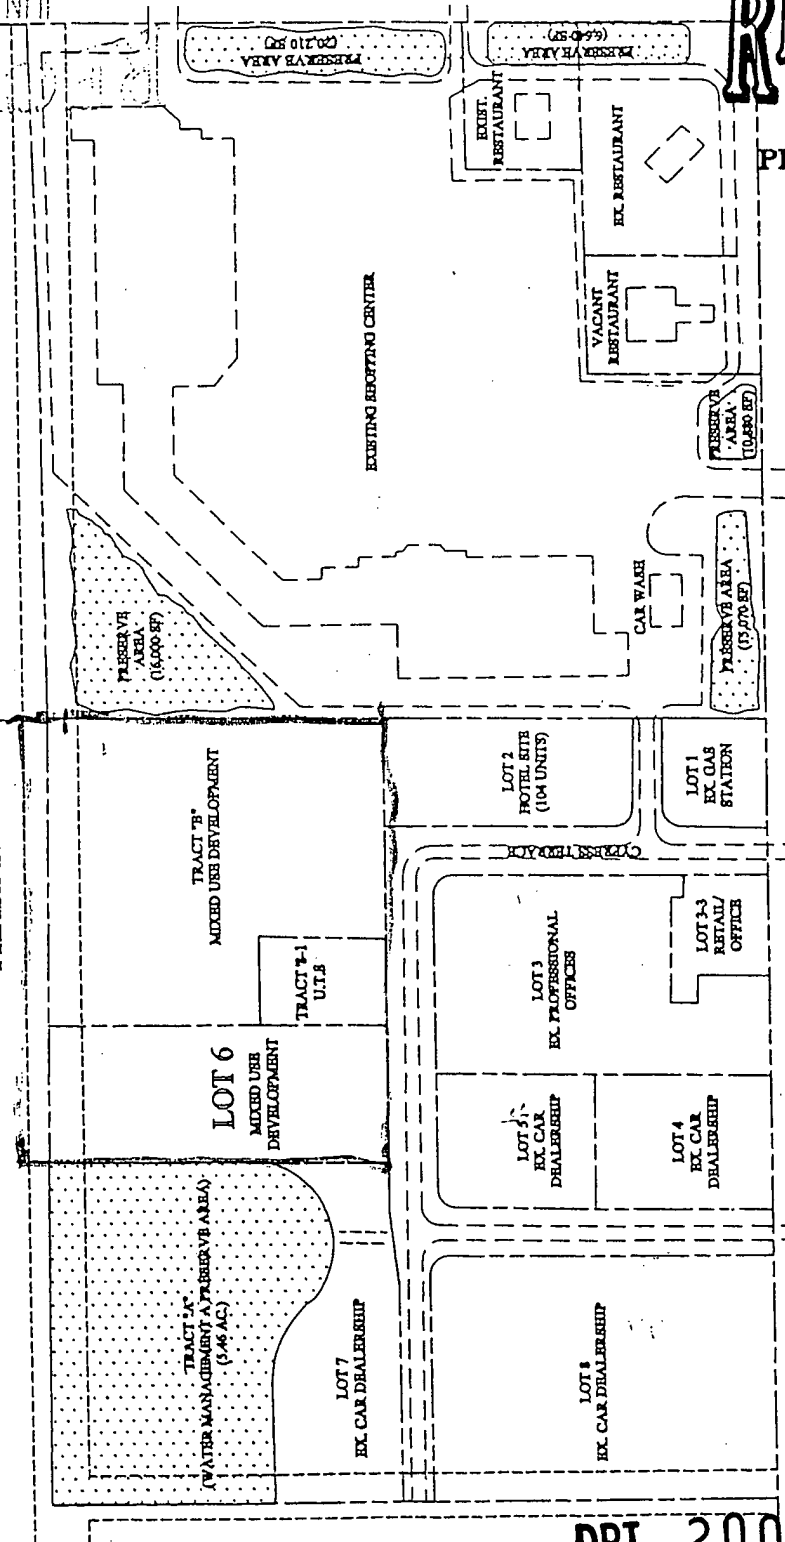 PRESERVE AREA
(20,210 SF)
PRESERVE AREA
(6,640 SF)
EXIST.
RESTAURANT
EX. RESTAURANT
VACANT
RESTAURANT
EXISTING SHOPPING CENTER
PRESERVE
AREA
(10,880 SF)
PRESERVE
AREA
(16,000 SF)
CAR WASH
PRESERVE AREA
(15,070 SF)
TRACT "B"
MIXED USE DEVELOPMENT
LOT 2
HOTEL SITE
(104 UNITS)
LOT 1
EX. GAS
STATION
CYPRESS TERRACE
TRACT "B-1
U.T.S
LOT 3
EX. PROFESSIONAL
OFFICES
LOT 3-3
RETAIL/
OFFICE
LOT 6
MIXED USE
DEVELOPMENT
LOT 5
EX. CAR
DEALERSHIP
LOT 4
EX. CAR
DEALERSHIP
TRACT "A"
(WATER MANAGEMENT & PRESERVE AREA)
(5.46 AC.)
LOT 7
EX. CAR DEALERSHIP
LOT 8
EX. CAR DEALERSHIP
DRI 200